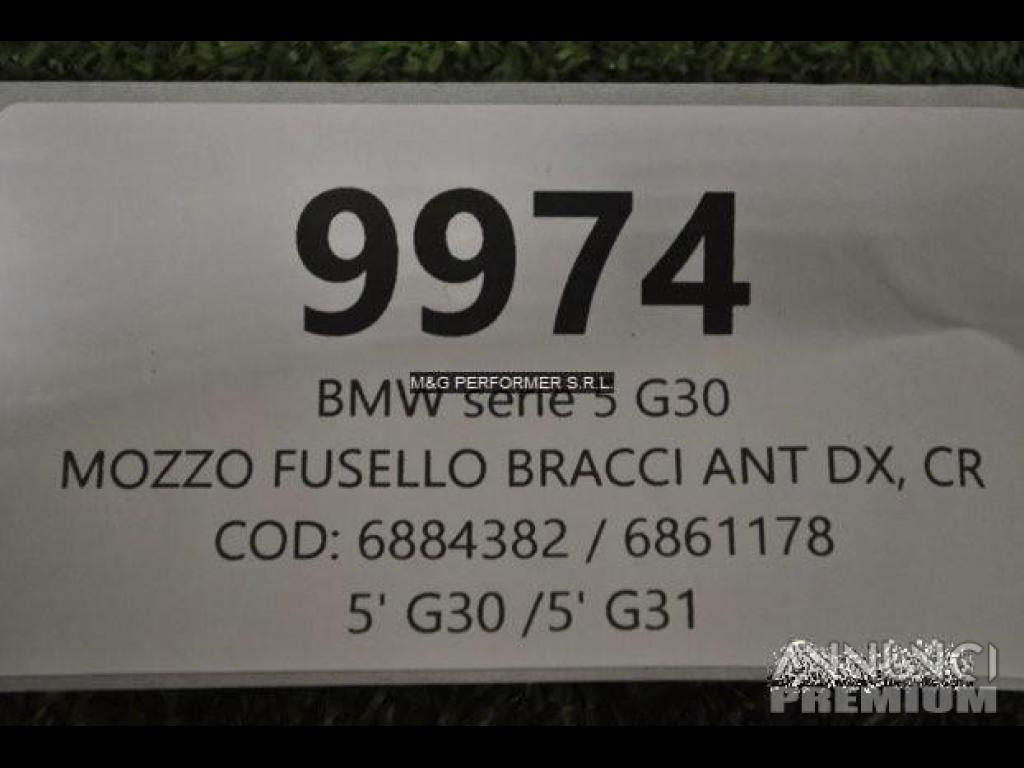 9974
M&G PERFORMER S.R.L.
BMW serie 5 G30
MOZZO FUSELLO BRACCI ANT DX, CR
COD: 6884382 / 6861178
5' G30 /5' G31
ANNUNCI
PREMIUM